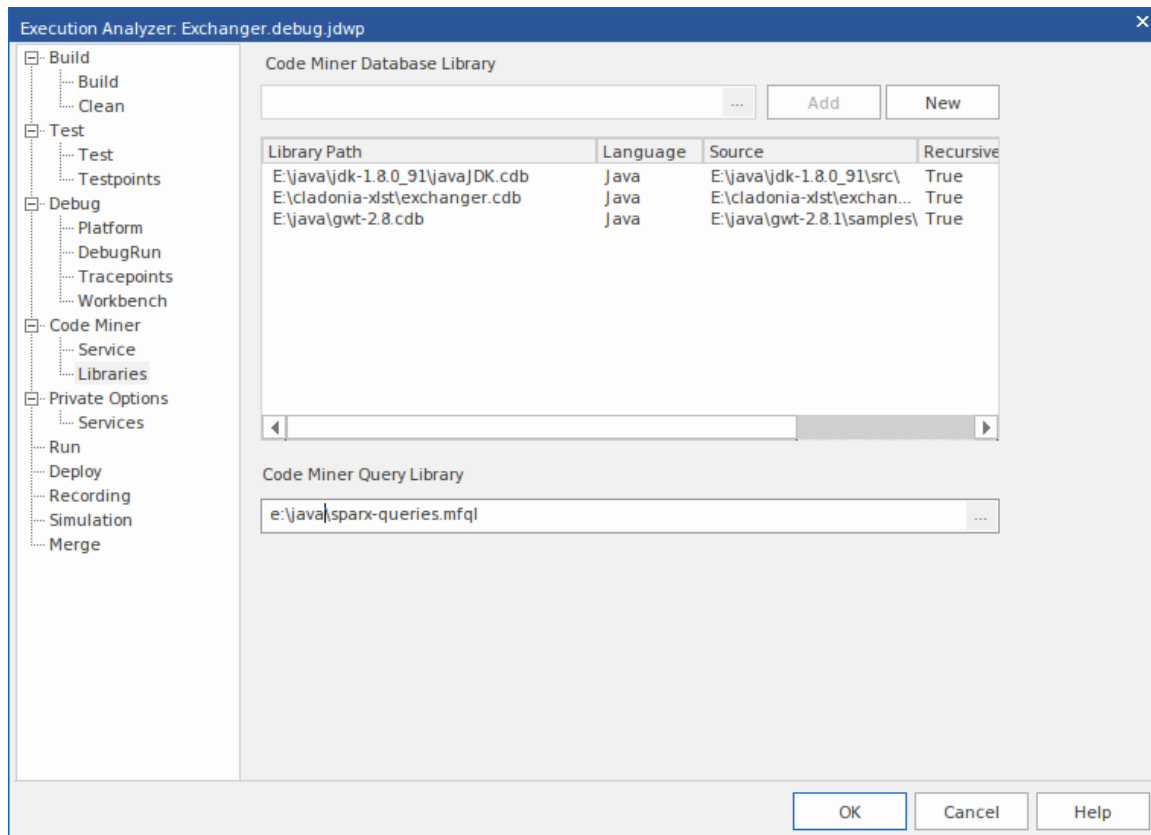 Execution Analyzer: Exchanger.debug.jdwp
Build
Build
Clean
Test
Test
Testpoints
Debug
Platform
DebugRun
Tracepoints
Workbench
Code Miner
Service
Libraries
Private Options
Services
Run
Deploy
Recording
Simulation
Merge
Code Miner Database Library
... Add New
Library Path Language Source Recursive
E:\java\jdk-1.8.0_91\javaJDK.cdb Java E:\java\jdk-1.8.0_91\src\ True
E:\cladonia-xlst\exchanger.cdb Java E:\cladonia-xlst\exchan... True
E:\java\gwt-2.8.cdb Java E:\java\gwt-2.8.1\samples\ True
Code Miner Query Library
e:\java\sparx-queries.mfql ...
OK Cancel Help